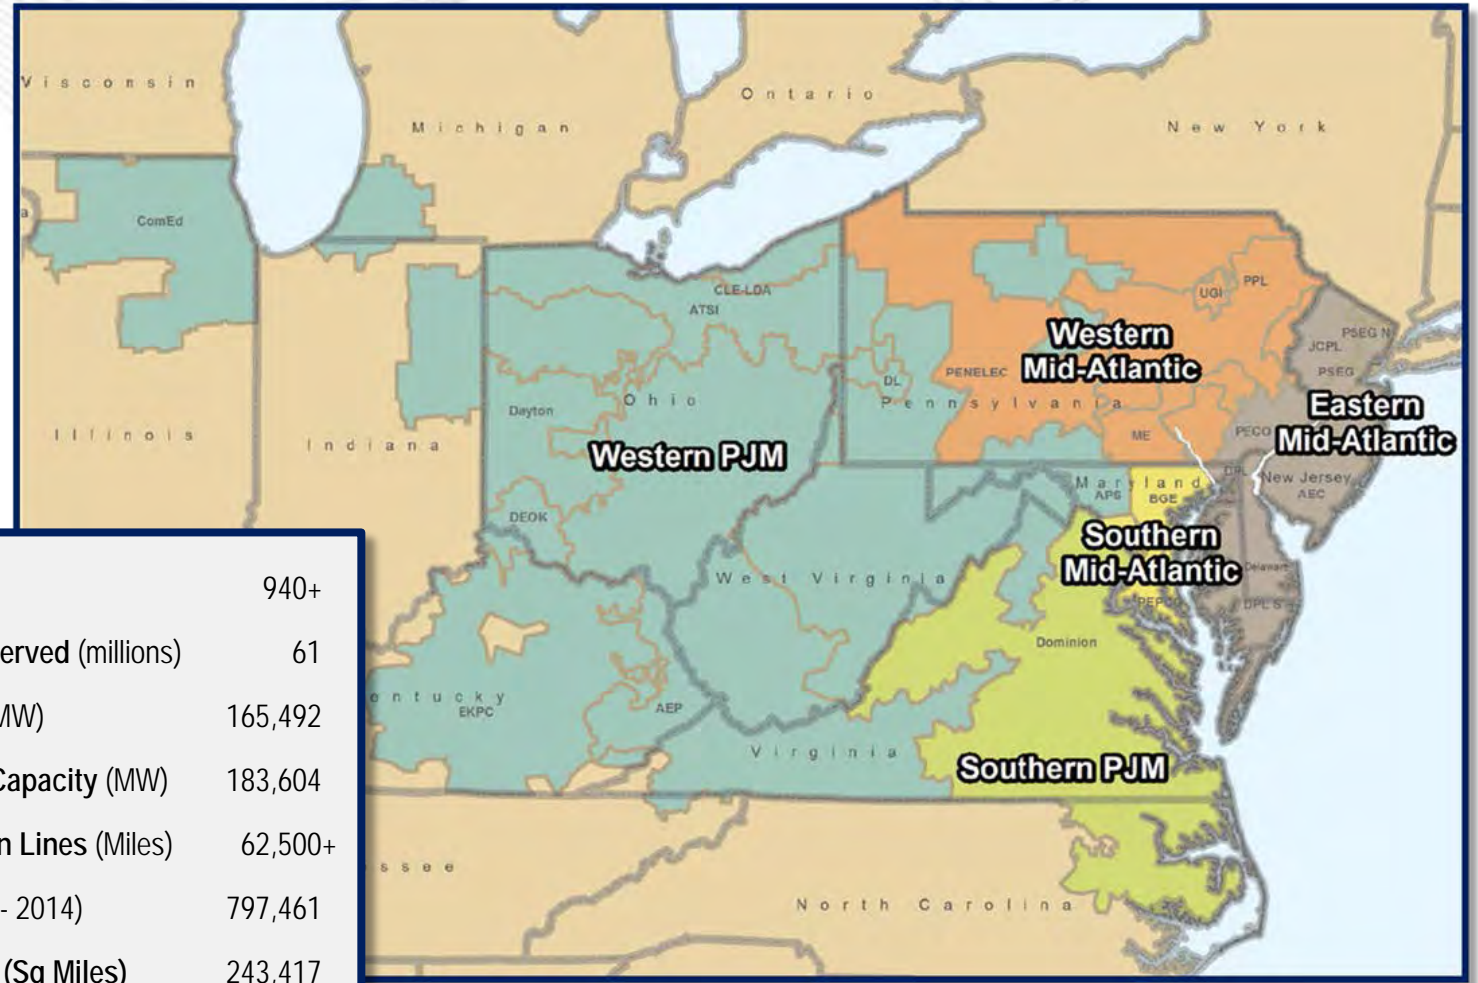 Wisconsin
Michigan
Ontario
New York
ComEd
a
CLE-LDA
ATSI
UGI
PPL
PSEG N
JCPL
PSEG
Western
Mid-Atlantic
PENELEC
DL
Pennsylvania
Dayton
Ohio
Eastern
Mid-Atlantic
PECO
ME
Illinois
Indiana
Western PJM
DPL
New Jersey
AEC
Maryland
APS
BGE
DEOK
Southern
Mid-Atlantic
Delaware
West Virginia
PEPCO
DPL S
Dominion
entucky
EKPC
AEP
Virginia
Southern PJM
ssee
North Carolina
940+
erved (millions) 61
MW) 165,492
Capacity (MW) 183,604
n Lines (Miles) 62,500+
- 2014) 797,461
(Sq Miles) 243,417